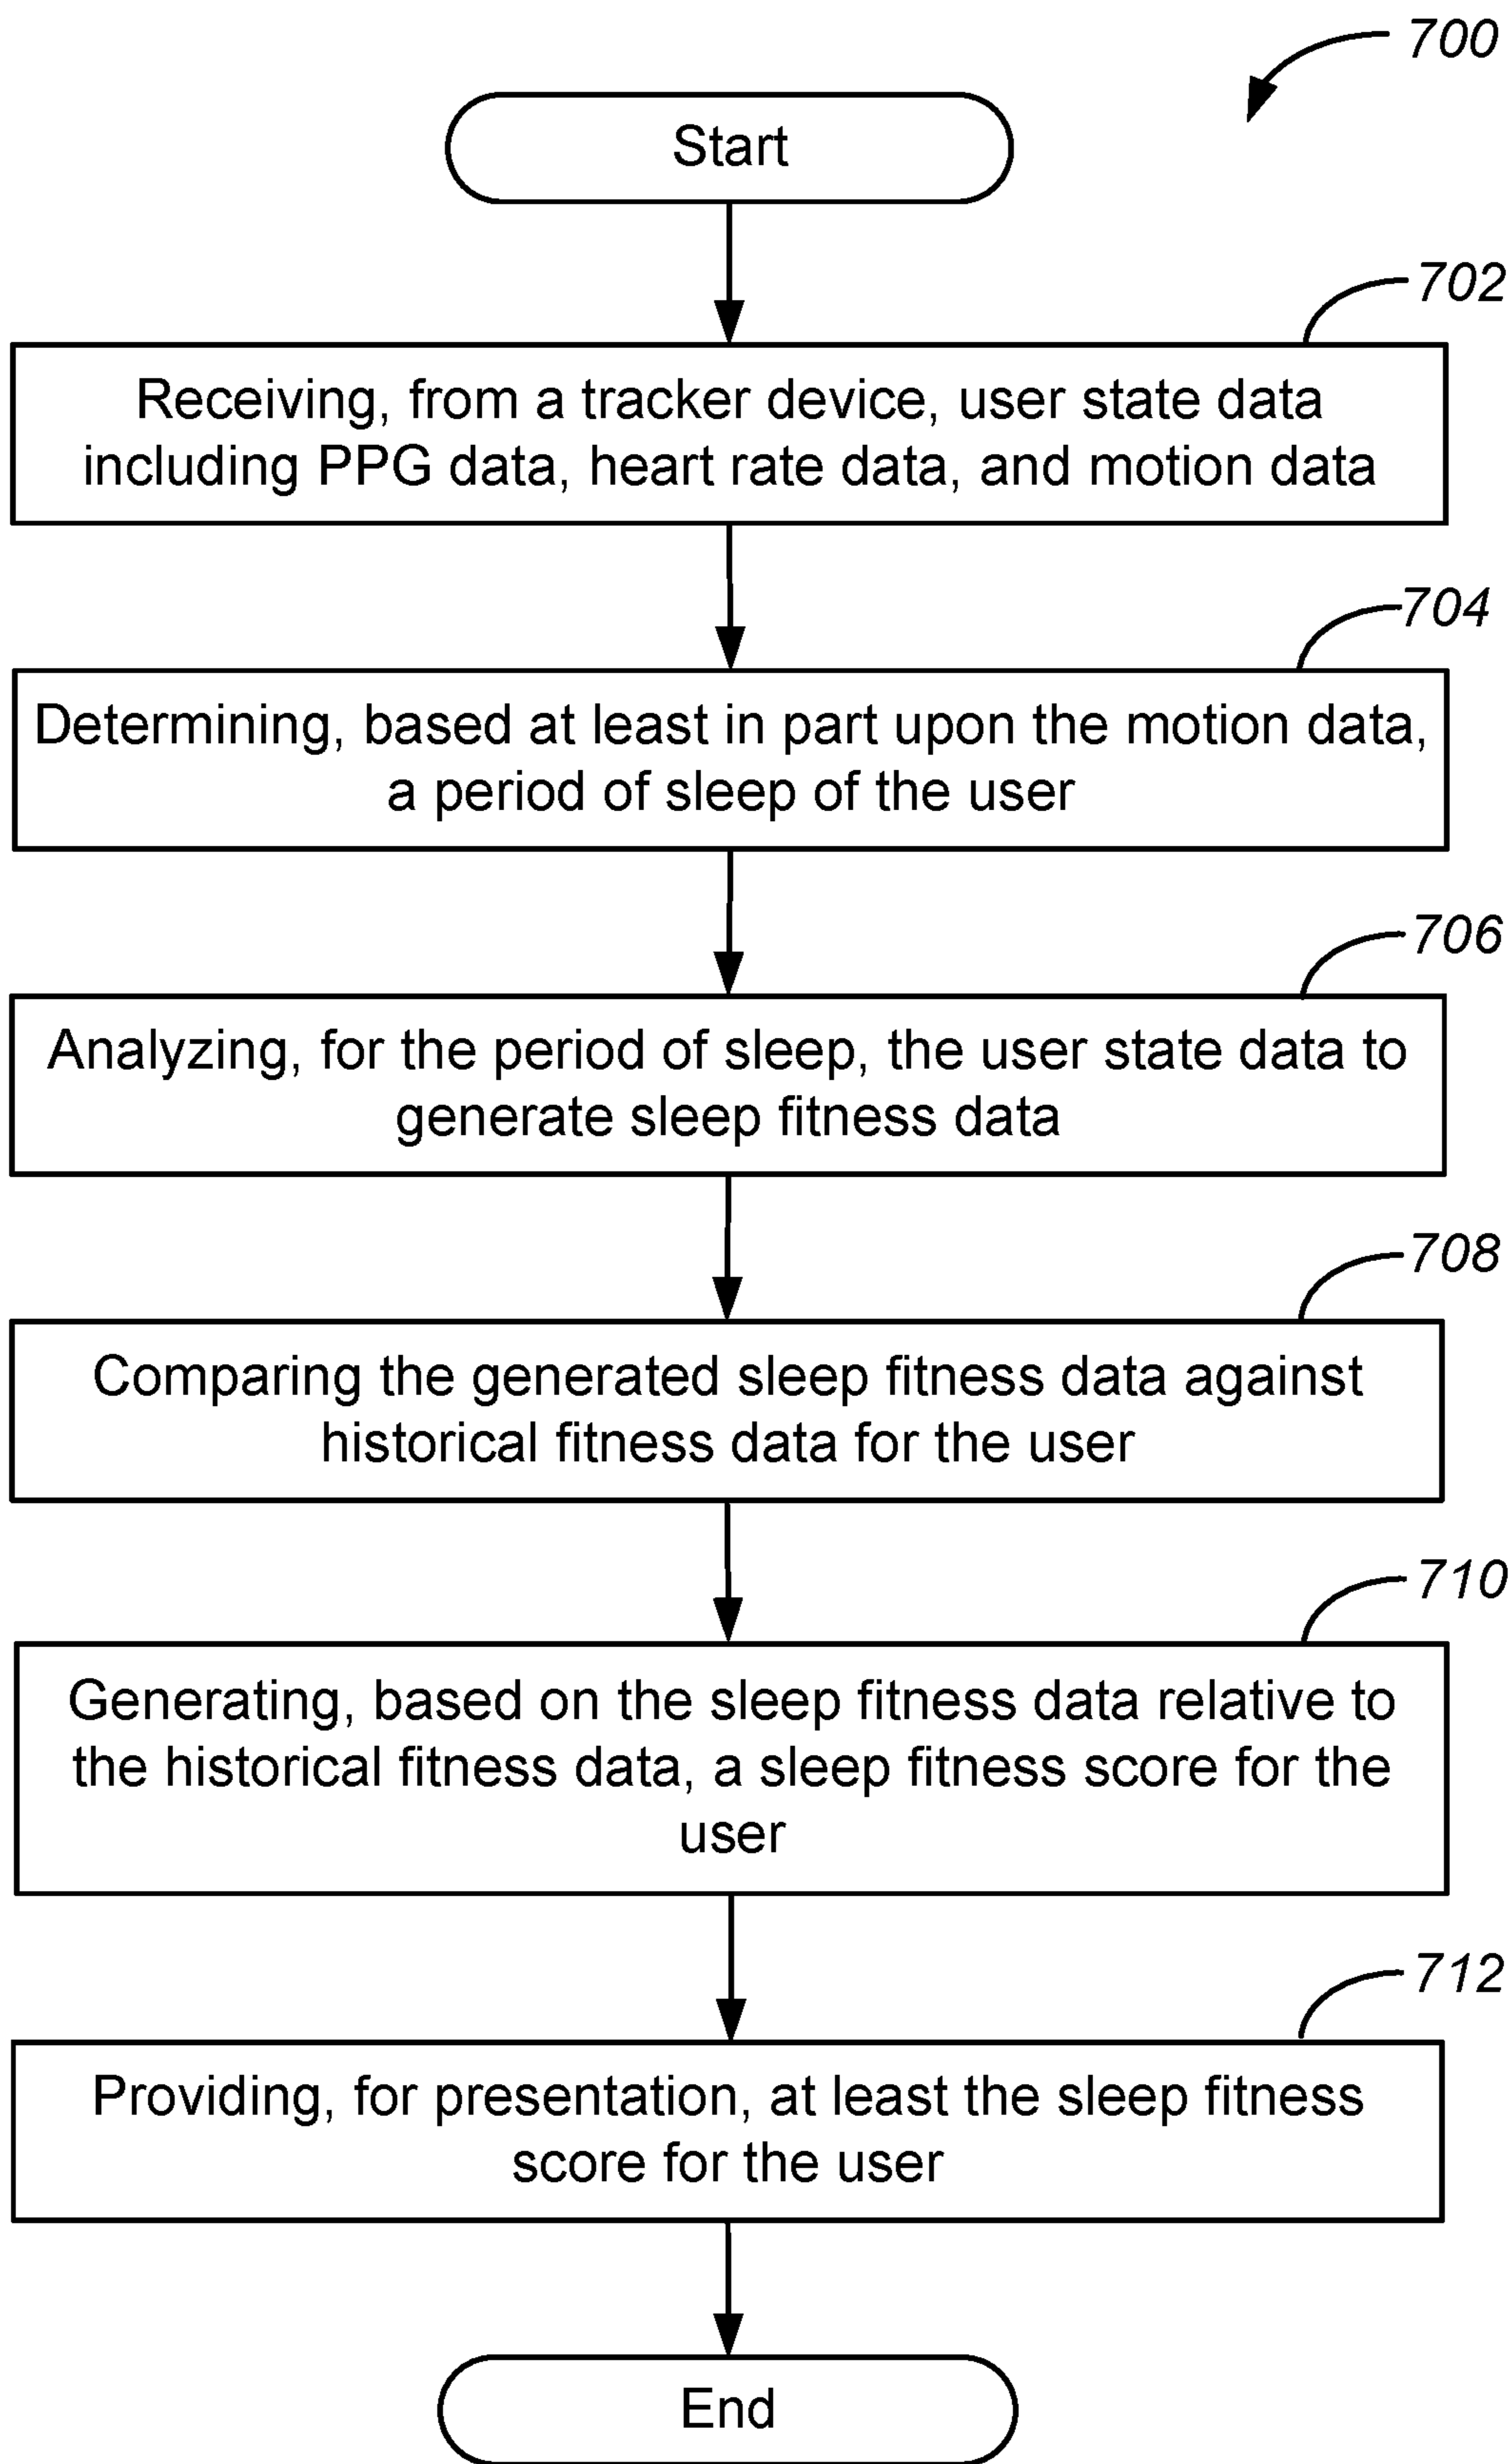 700
Start
702
Receiving, from a tracker device, user state data
including PPG data, heart rate data, and motion data
704
Determining, based at least in part upon the motion data,
a period of sleep of the user
706
Analyzing, for the period of sleep, the user state data to
generate sleep fitness data
708
Comparing the generated sleep fitness data against
historical fitness data for the user
710
Generating, based on the sleep fitness data relative to
the historical fitness data, a sleep fitness score for the
user
712
Providing, for presentation, at least the sleep fitness
score for the user
End